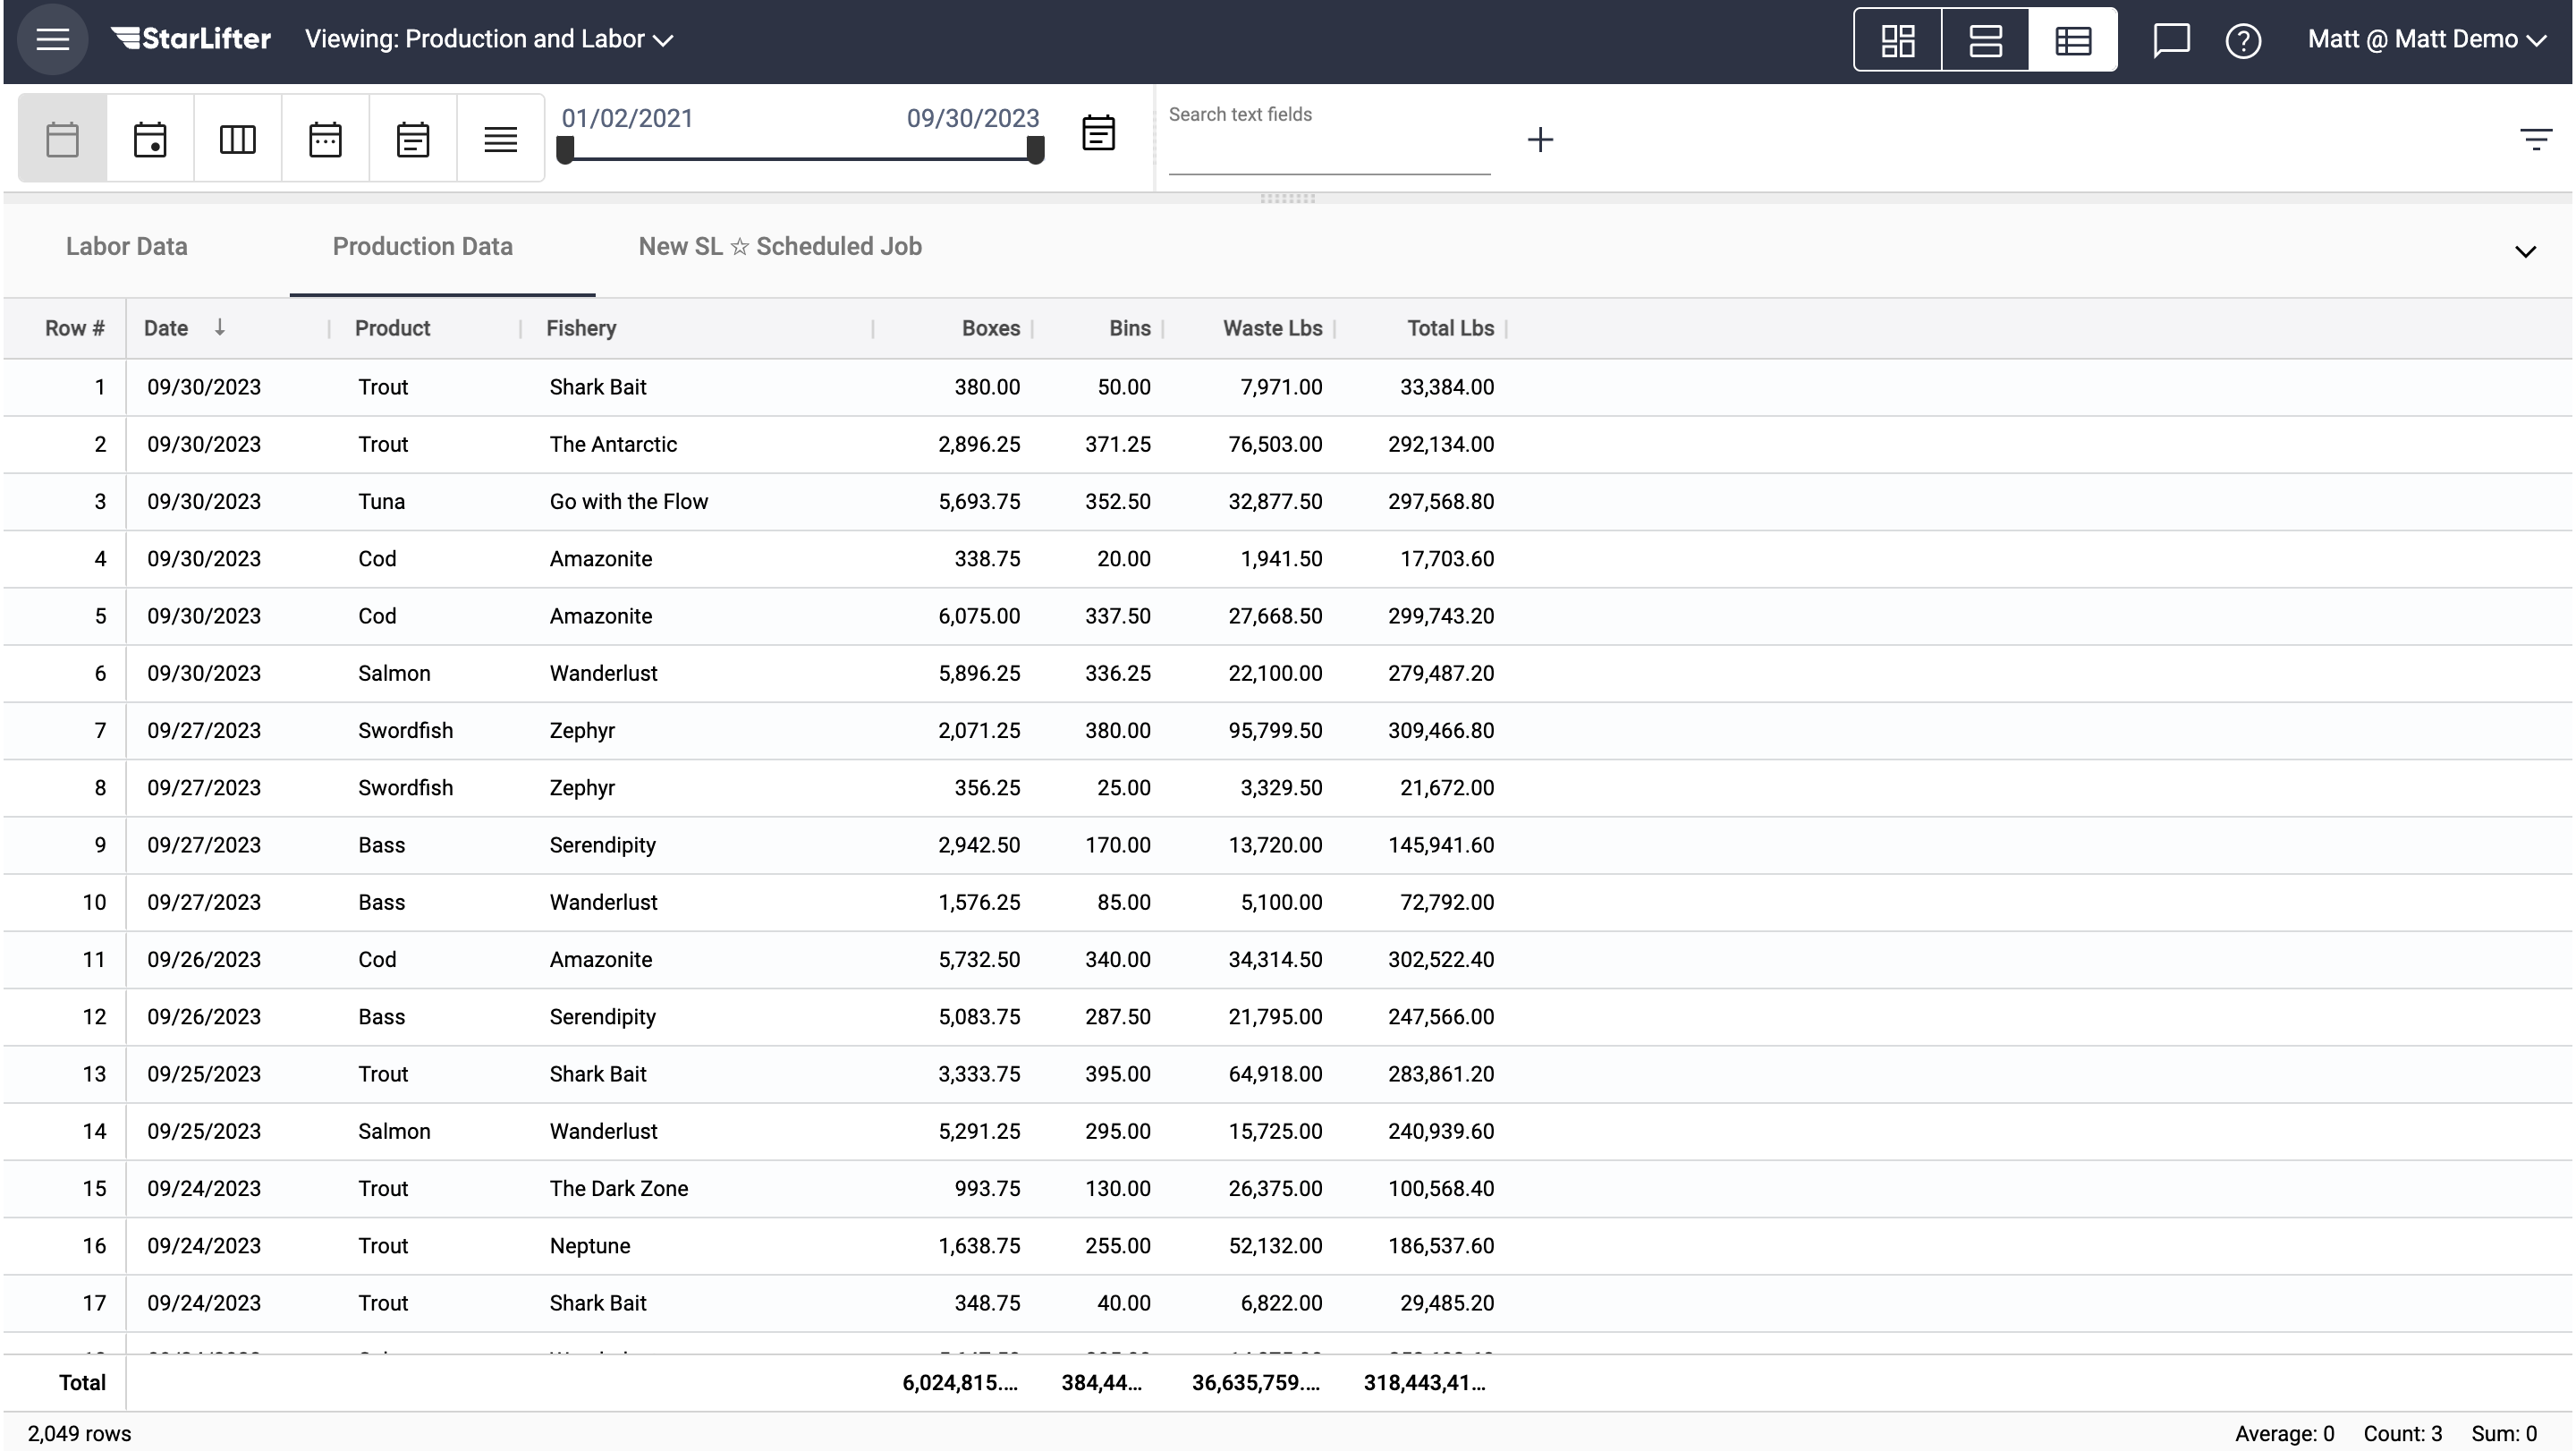 StarLifter Viewing: Production and Labor Matt @ Matt Demo
01/02/2021 09/30/2023 Search text fields
Labor Data Production Data New SL ☆ Scheduled Job
Row # Date ↓ Product Fishery Boxes Bins Waste Lbs Total Lbs
1 09/30/2023 Trout Shark Bait 380.00 50.00 7,971.00 33,384.00
2 09/30/2023 Trout The Antarctic 2,896.25 371.25 76,503.00 292,134.00
3 09/30/2023 Tuna Go with the Flow 5,693.75 352.50 32,877.50 297,568.80
4 09/30/2023 Cod Amazonite 338.75 20.00 1,941.50 17,703.60
5 09/30/2023 Cod Amazonite 6,075.00 337.50 27,668.50 299,743.20
6 09/30/2023 Salmon Wanderlust 5,896.25 336.25 22,100.00 279,487.20
7 09/27/2023 Swordfish Zephyr 2,071.25 380.00 95,799.50 309,466.80
8 09/27/2023 Swordfish Zephyr 356.25 25.00 3,329.50 21,672.00
9 09/27/2023 Bass Serendipity 2,942.50 170.00 13,720.00 145,941.60
10 09/27/2023 Bass Wanderlust 1,576.25 85.00 5,100.00 72,792.00
11 09/26/2023 Cod Amazonite 5,732.50 340.00 34,314.50 302,522.40
12 09/26/2023 Bass Serendipity 5,083.75 287.50 21,795.00 247,566.00
13 09/25/2023 Trout Shark Bait 3,333.75 395.00 64,918.00 283,861.20
14 09/25/2023 Salmon Wanderlust 5,291.25 295.00 15,725.00 240,939.60
15 09/24/2023 Trout The Dark Zone 993.75 130.00 26,375.00 100,568.40
16 09/24/2023 Trout Neptune 1,638.75 255.00 52,132.00 186,537.60
17 09/24/2023 Trout Shark Bait 348.75 40.00 6,822.00 29,485.20
Total 6,024,815.... 384,44... 36,635,759.... 318,443,41...
2,049 rows Average: 0 Count: 3 Sum: 0